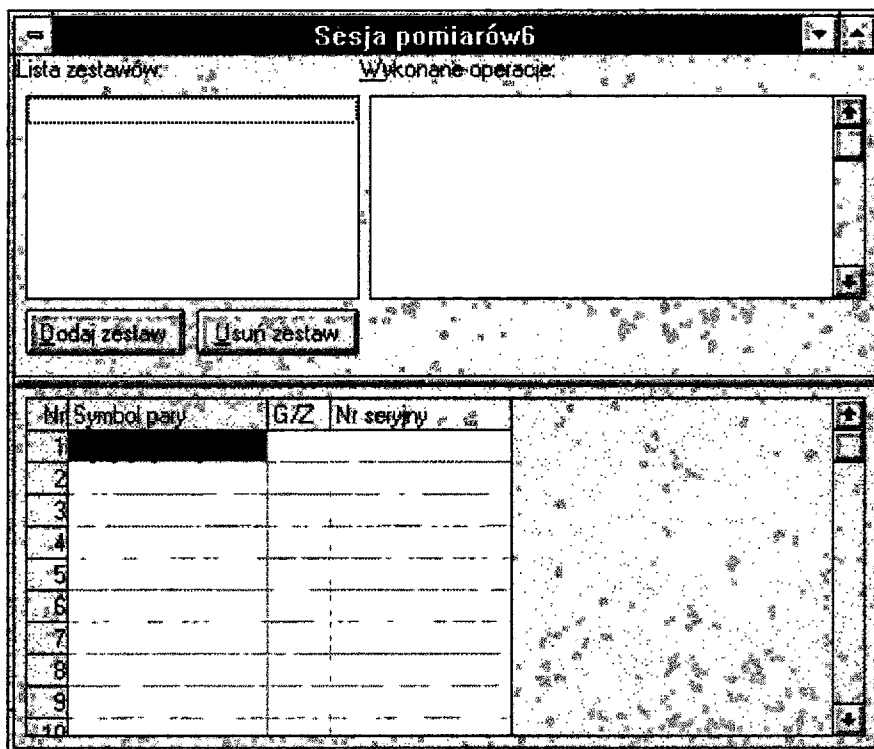 Sesja pomiarów6
Lista zestawów: Wykonane operacje:
Dodaj zestaw Usuń zestaw
Nr Symbol pary G/Z Nr seryjny
1
2
3
4
5
6
7
8
9
10